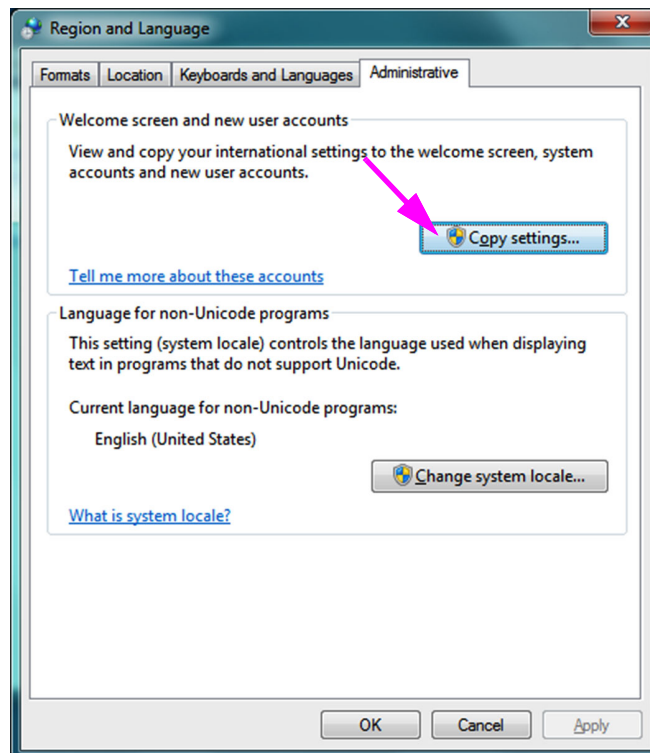 Region and Language
Formats Location Keyboards and Languages Administrative
Welcome screen and new user accounts
View and copy your international settings to the welcome screen, system
accounts and new user accounts.
Copy settings...
Tell me more about these accounts
Language for non-Unicode programs
This setting (system locale) controls the language used when displaying
text in programs that do not support Unicode.
Current language for non-Unicode programs:
English (United States)
Change system locale...
What is system locale?
OK Cancel Apply